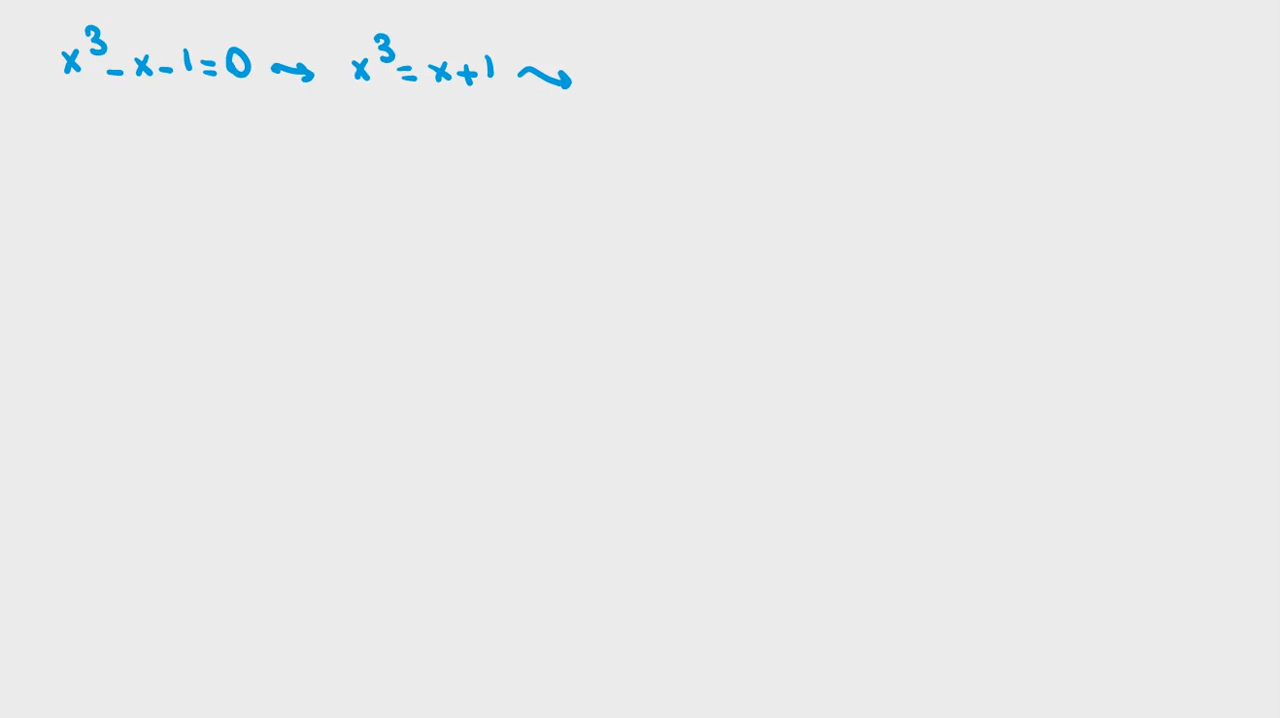 x³-x-1=0 → x³=x+1 →